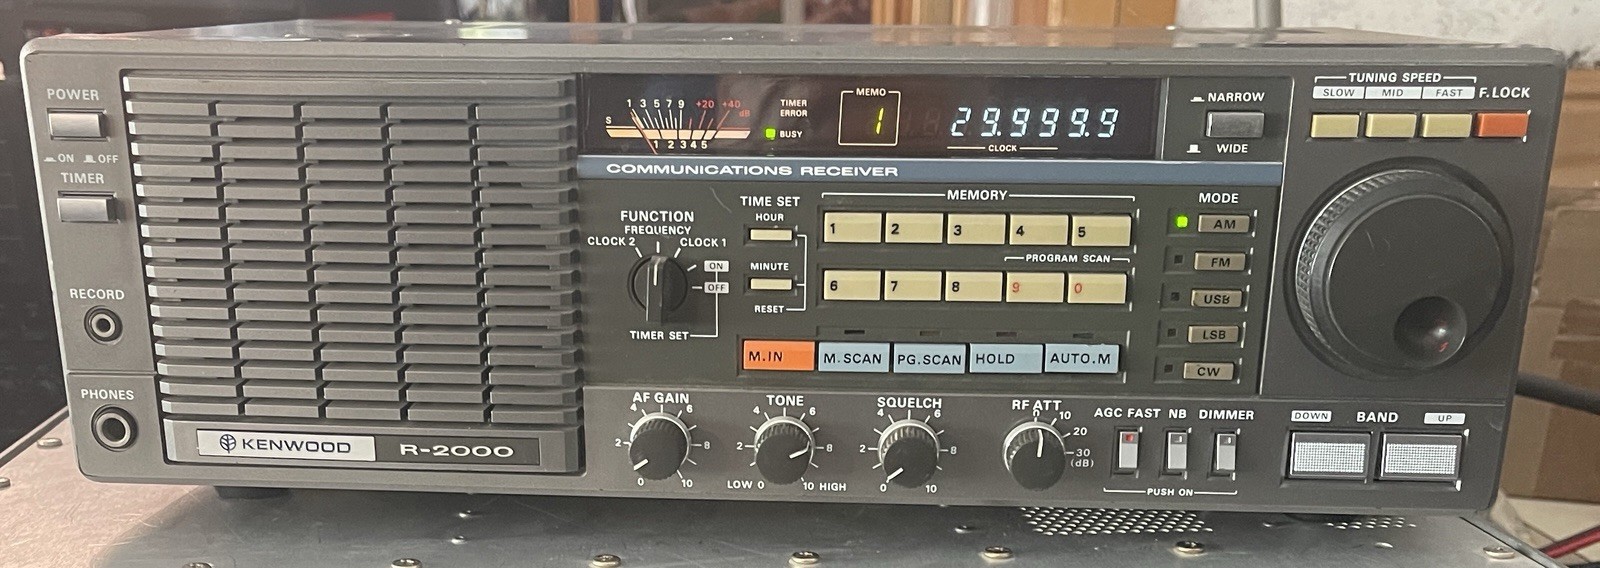 POWER
ON OFF
TIMER
RECORD
PHONES
KENWOOD R-2000
1 3 5 7 9 +20 +40 dB
S
1 2 3 4 5
TIMER
ERROR
BUSY
MEMO
1
29.999.9
CLOCK
NARROW
WIDE
COMMUNICATIONS RECEIVER
FUNCTION
FREQUENCY
CLOCK 2 CLOCK 1
ON
OFF
TIMER SET
TIME SET
HOUR
MINUTE
RESET
MEMORY
1 2 3 4 5
PROGRAM SCAN
6 7 8 9 0
M.IN M.SCAN PG.SCAN HOLD AUTO.M
MODE
AM
FM
USB
LSB
CW
TUNING SPEED
SLOW MID FAST F.LOCK
AF GAIN
0 2 4 6 8 10
TONE
LOW 0 2 4 6 8 10 HIGH
SQUELCH
0 2 4 6 8 10
RF ATT
0 10 20 30 (dB)
AGC FAST NB DIMMER
PUSH ON
DOWN BAND UP